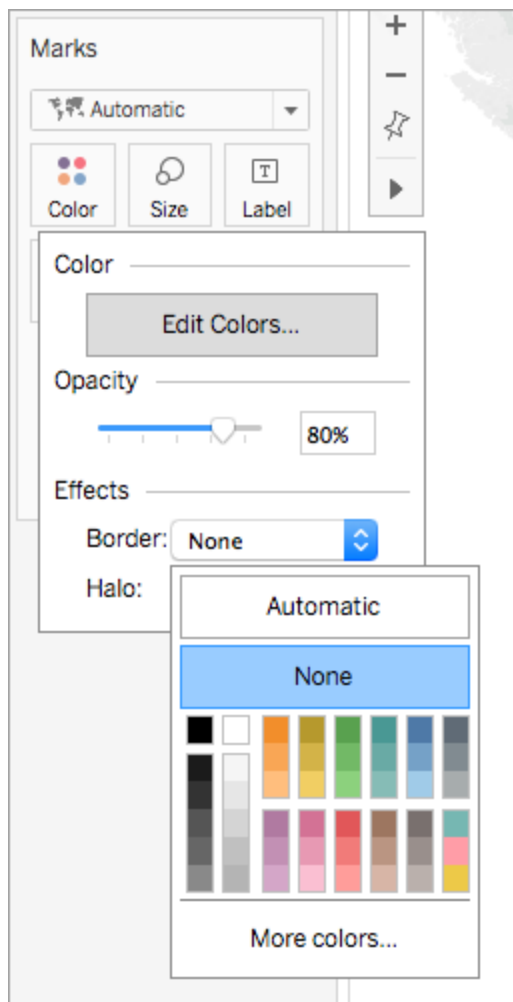 Marks
Automatic
Color Size Label
Color
Edit Colors...
Opacity
80%
Effects
Border: None
Halo:
Automatic
None
More colors...